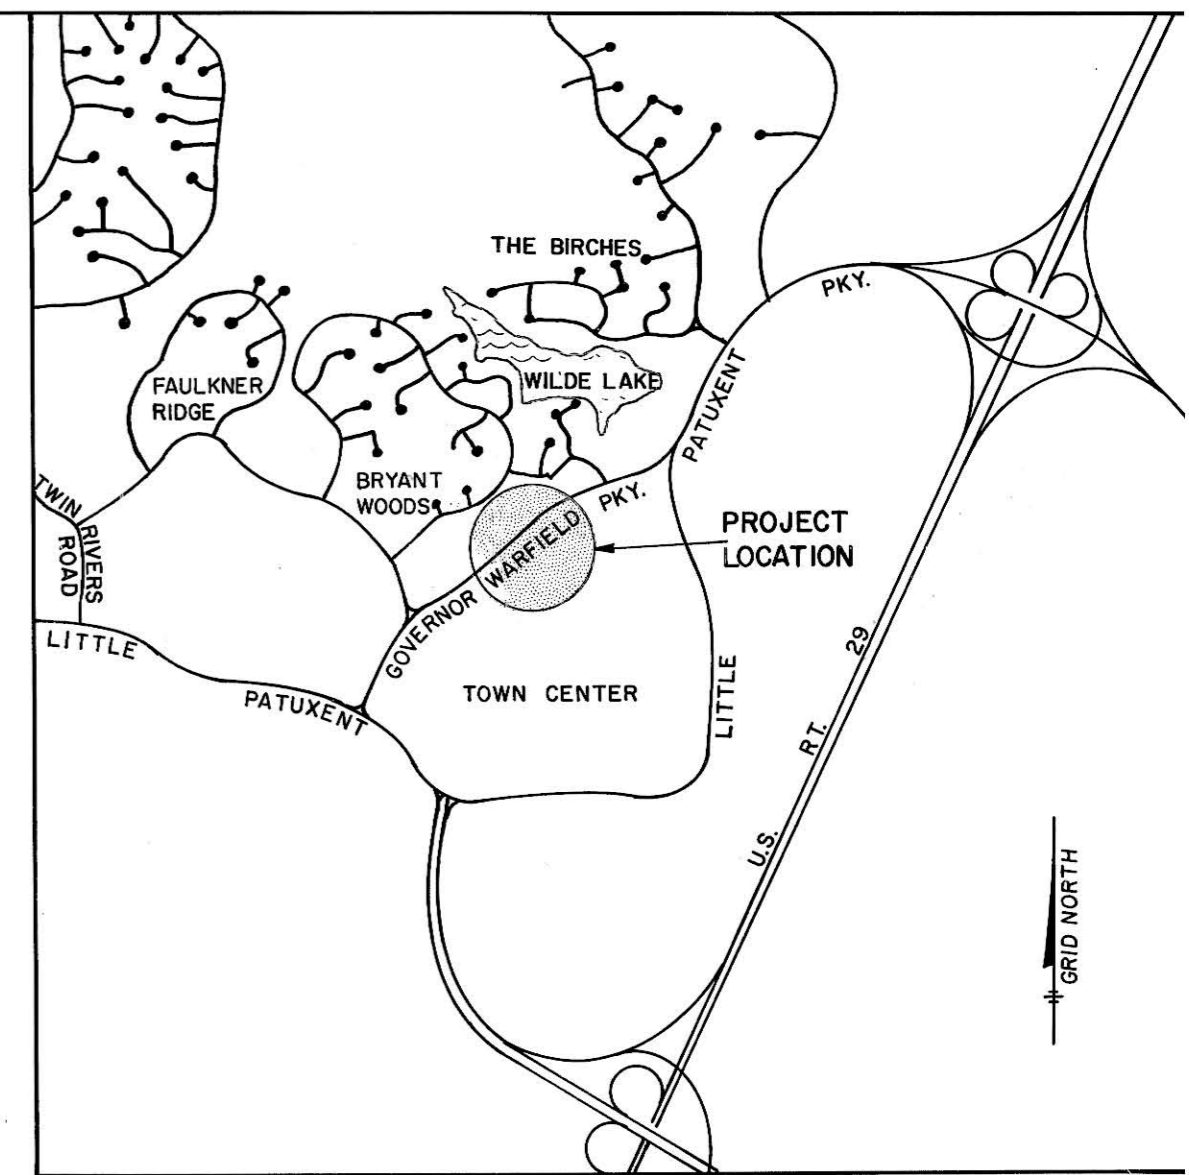 THE BIRCHES
PKY.
WILDE LAKE
FAULKNER
RIDGE
PATUXENT
BRYANT
WOODS
TWIN
RIVERS
ROAD
PKY.
WARFIELD
GOVERNOR
PROJECT
LOCATION
LITTLE
PATUXENT
TOWN CENTER
LITTLE
U.S. RT. 29
GRID NORTH